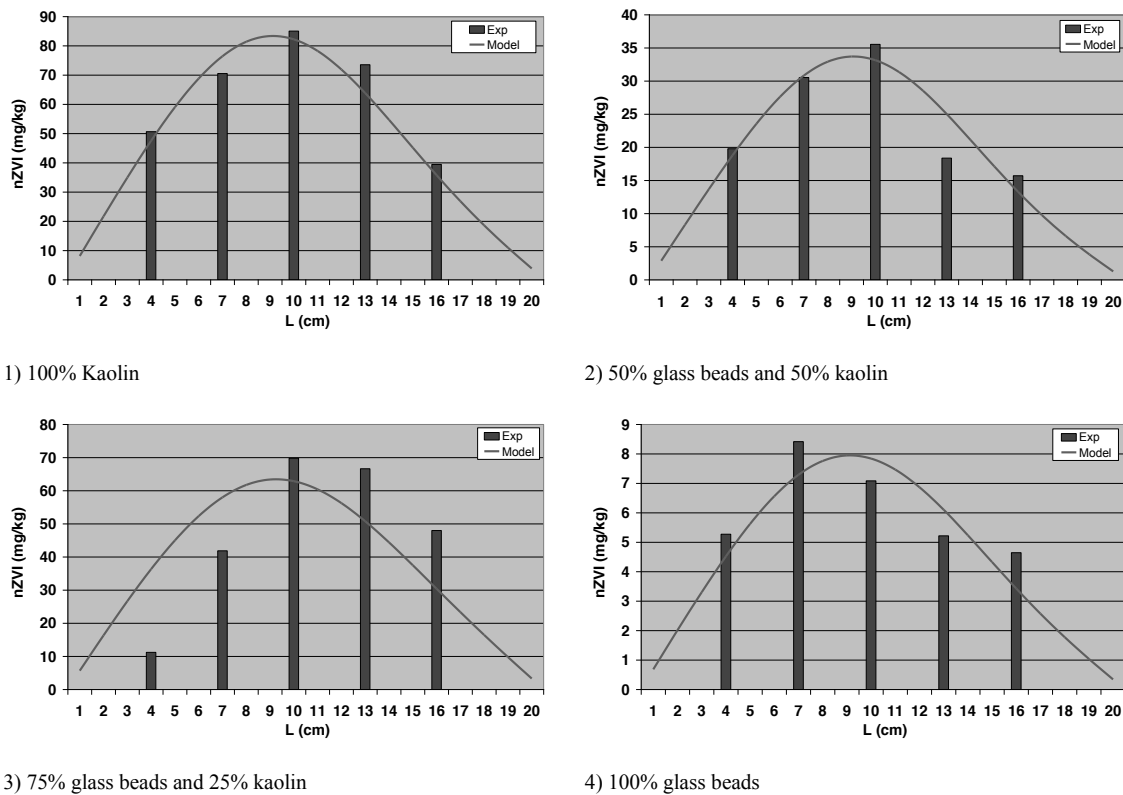 90
80
70
60
50
40
30
20
10
0
nZVI (mg/kg)
Exp
Model
1 2 3 4 5 6 7 8 9 10 11 12 13 14 15 16 17 18 19 20
L (cm)
1) 100% Kaolin
40
35
30
25
20
15
10
5
0
nZVI (mg/kg)
Exp
Model
1 2 3 4 5 6 7 8 9 10 11 12 13 14 15 16 17 18 19 20
L (cm)
2) 50% glass beads and 50% kaolin
80
70
60
50
40
30
20
10
0
nZVI (mg/kg)
Exp
Model
1 2 3 4 5 6 7 8 9 10 11 12 13 14 15 16 17 18 19 20
L (cm)
3) 75% glass beads and 25% kaolin
9
8
7
6
5
4
3
2
1
0
nZVI (mg/kg)
Exp
Model
1 2 3 4 5 6 7 8 9 10 11 12 13 14 15 16 17 18 19 20
L (cm)
4) 100% glass beads